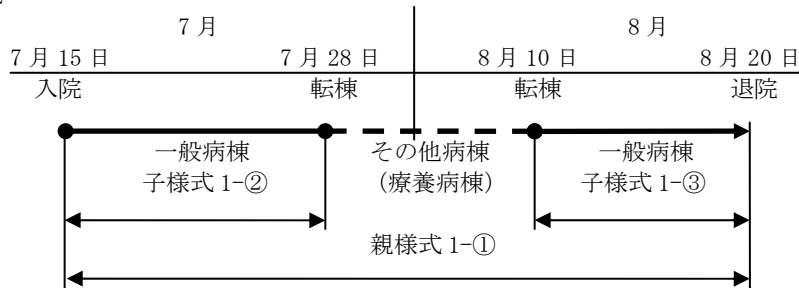 7月 8月
7月15日 7月28日 8月10日 8月20日
入院 転棟 転棟 退院
一般病棟 その他病棟 一般病棟
子様式1-② (療養病棟) 子様式1-③
親様式1-①